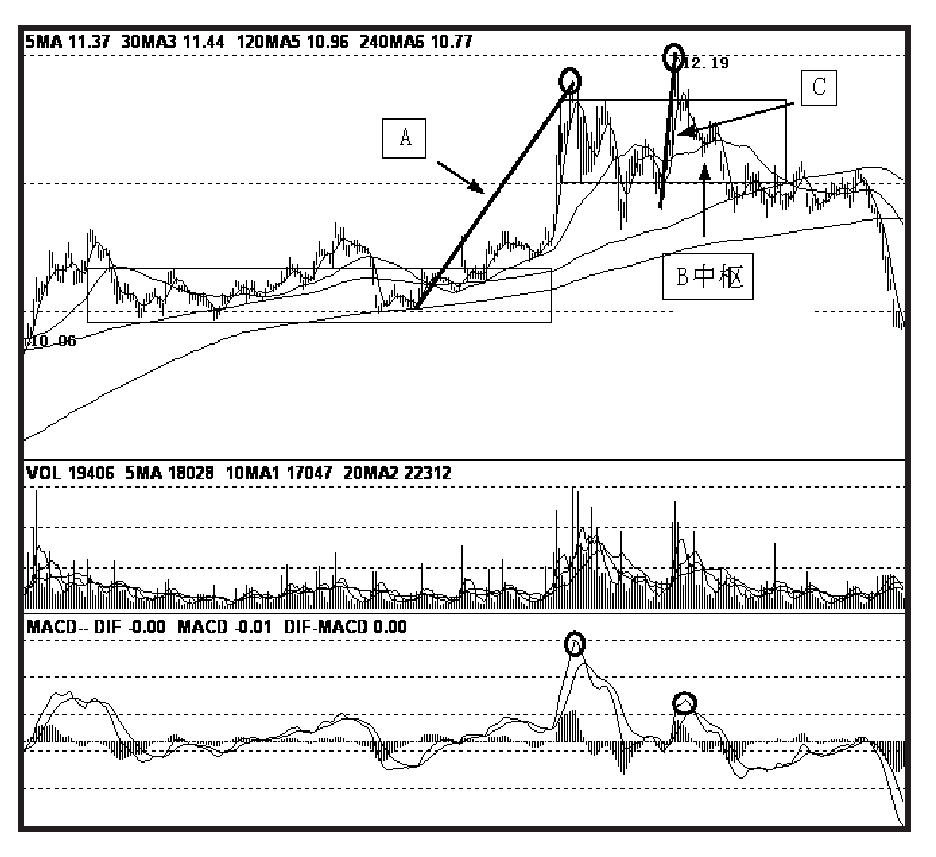 5MA 11.37 30MA3 11.44 120MA5 10.96 240MA6 10.77
12.19
C
A
B中枢
10.06
VOL 19406 5MA 18028 10MA1 17047 20MA2 22312
MACD-- DIF -0.00 MACD -0.01 DIF-MACD 0.00